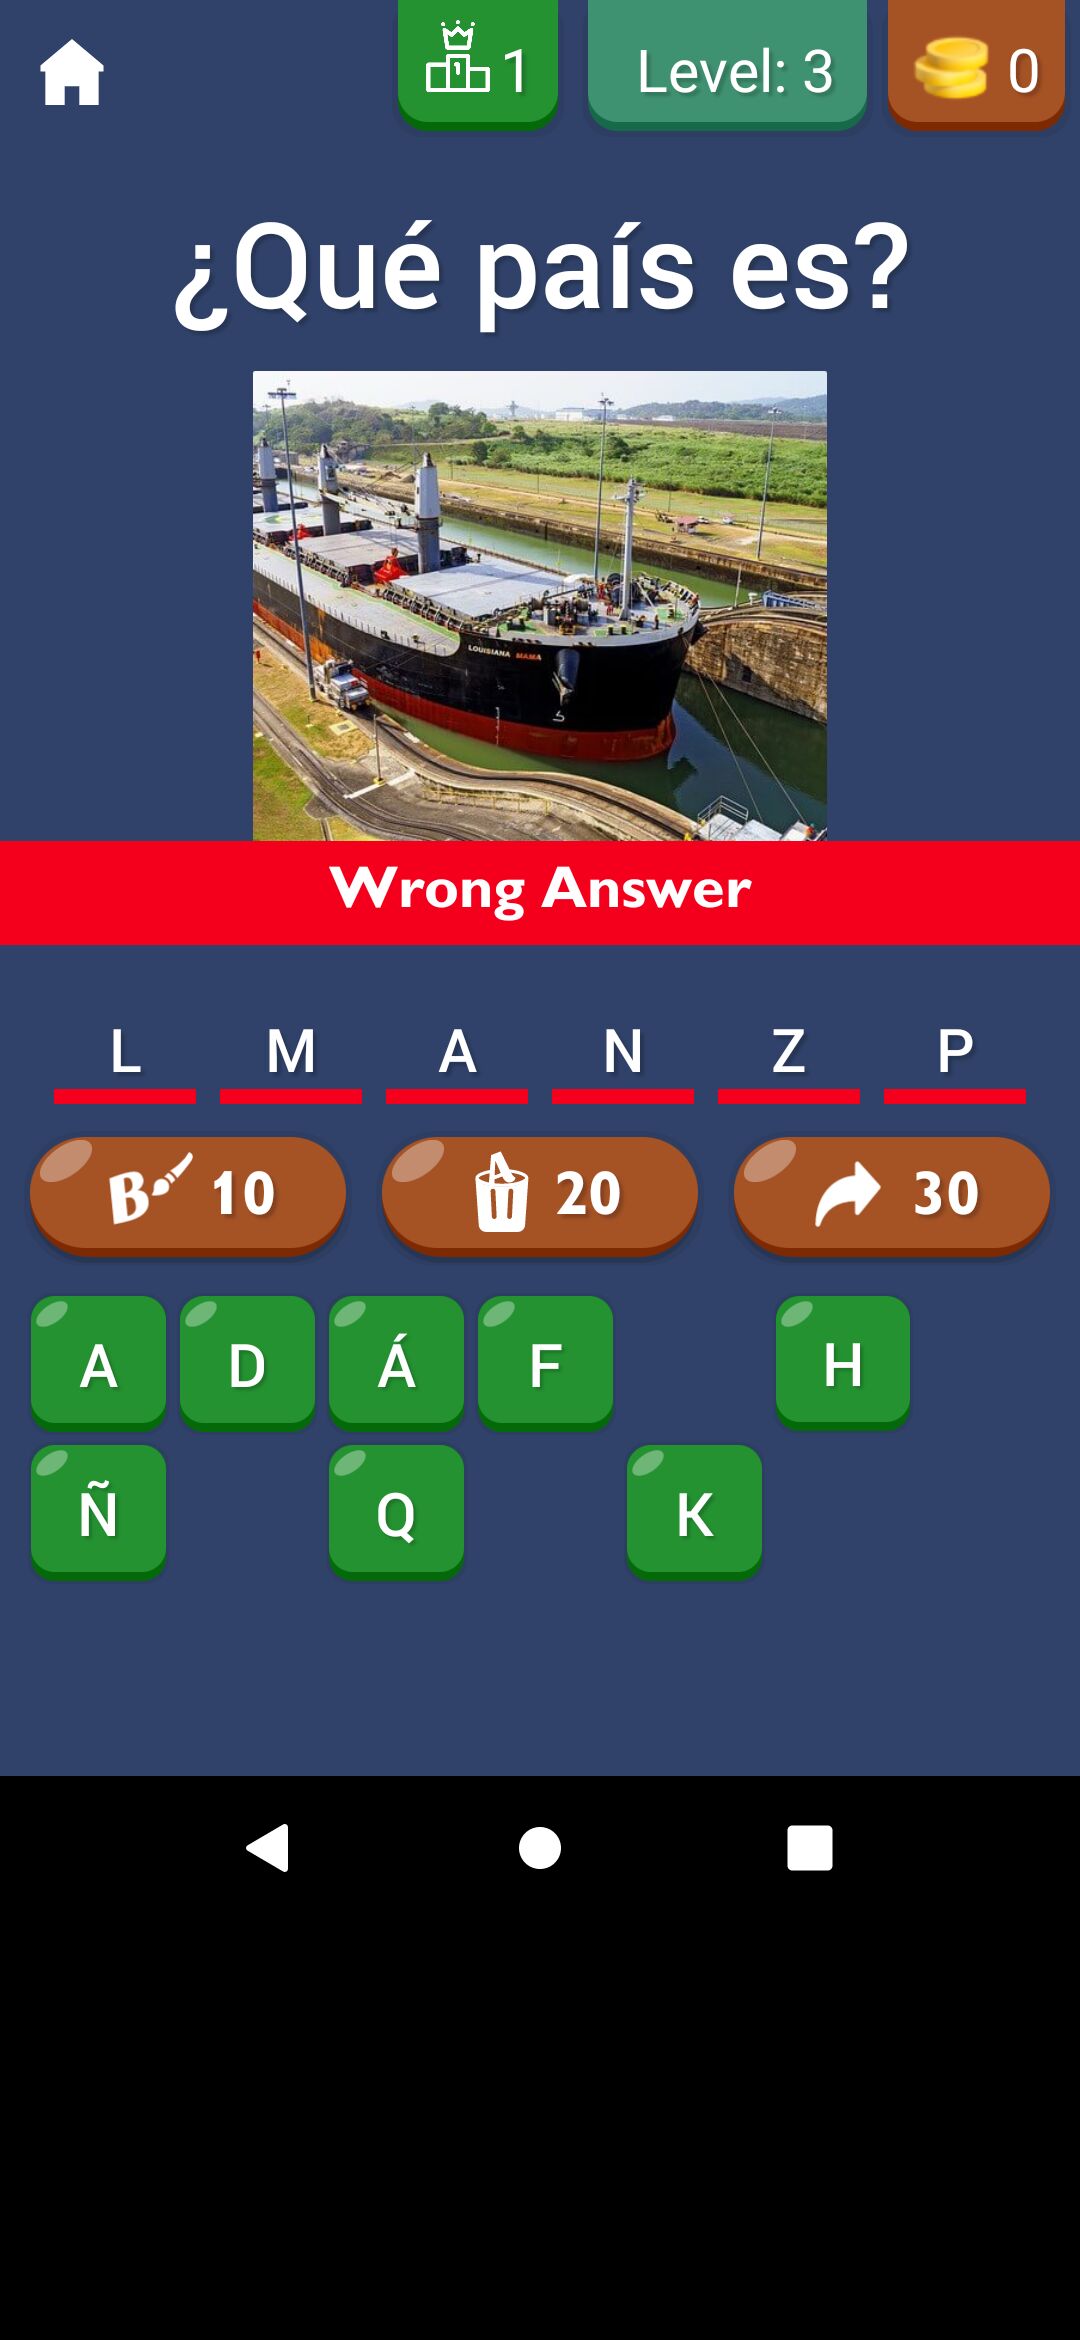 1
Level: 3
0
¿Qué país es?
LOUISIANA MAMA
Wrong Answer
L M A N Z P
B 10
20
30
A D Á F H
Ñ Q K